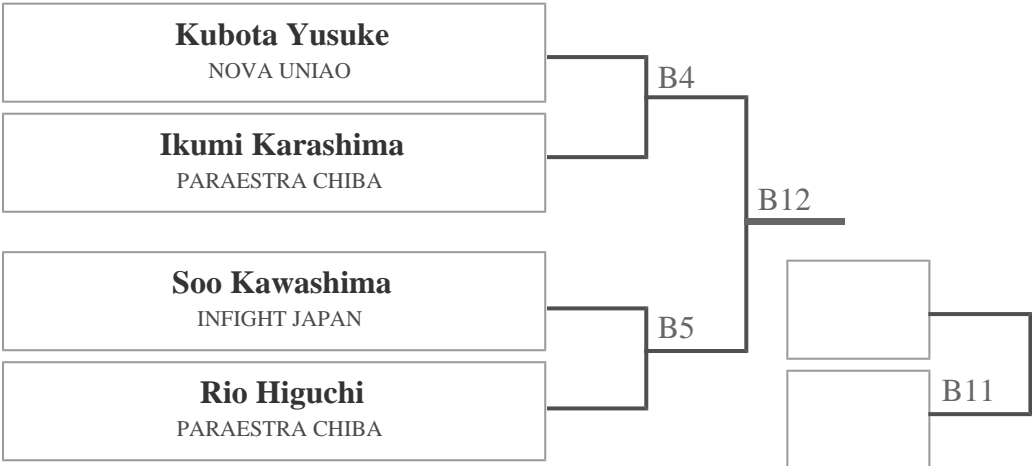 Kubota Yusuke
NOVA UNIAO
B4
Ikumi Karashima
PARAESTRA CHIBA
B12
Soo Kawashima
INFIGHT JAPAN
B5
Rio Higuchi
PARAESTRA CHIBA
B11